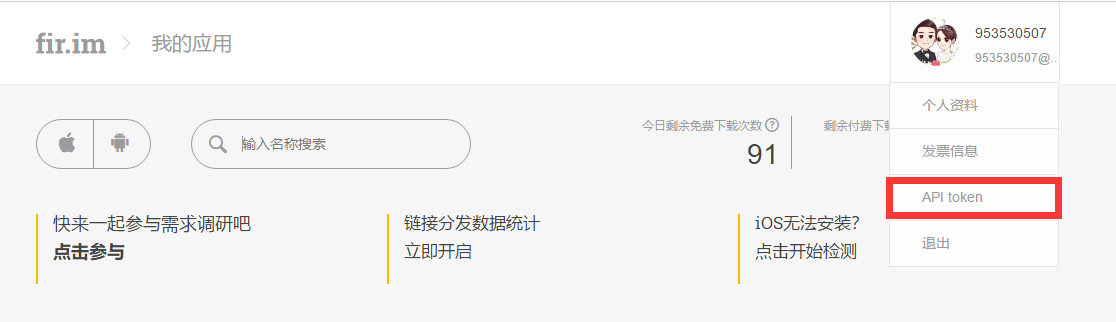 fir.im
我的应用
953530507
953530507@...
个人资料
发票信息
API token
退出
输入名称搜索
今日剩余免费下载次数
91
剩余付费下载
快来一起参与需求调研吧
点击参与
链接分发数据统计
立即开启
iOS无法安装?
点击开始检测